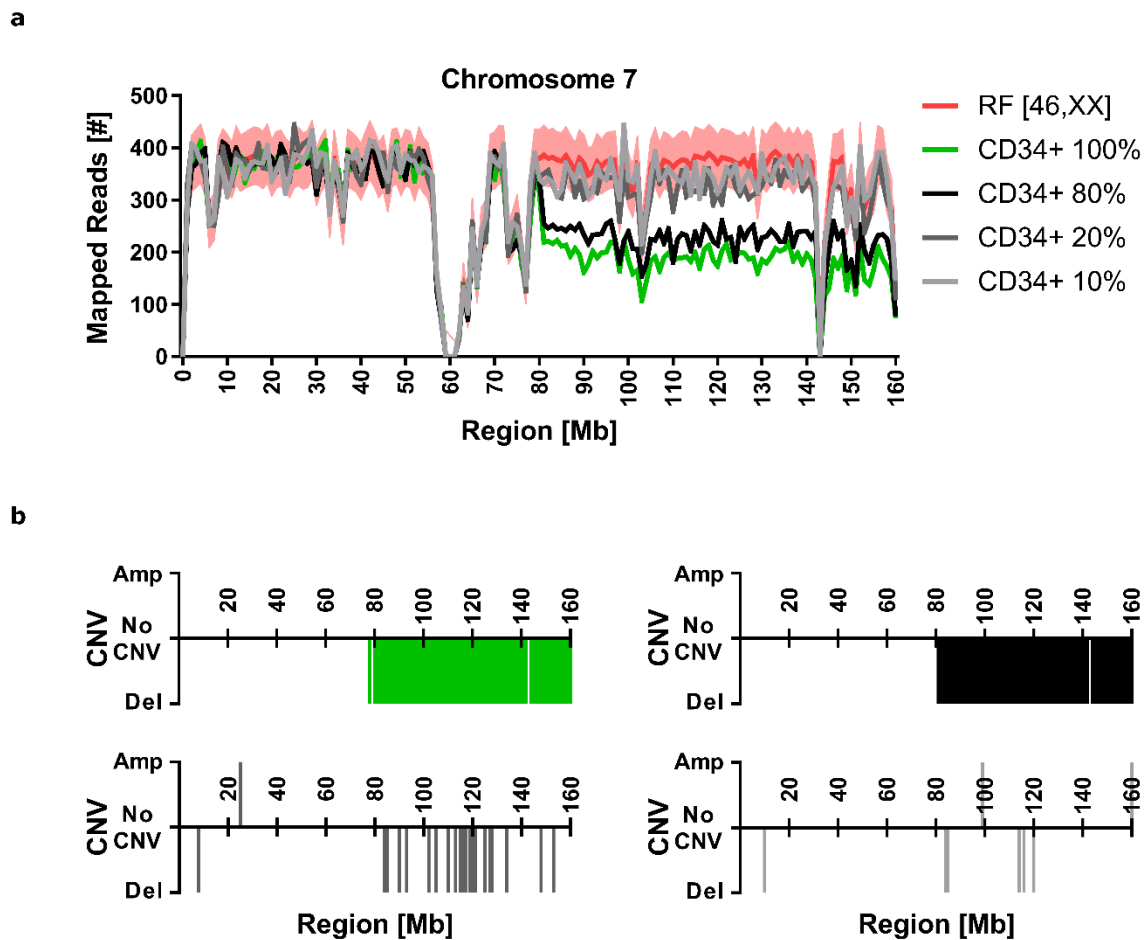 a
Chromosome 7
Mapped Reads [#]
500
400
300
200
100
0
0 10 20 30 40 50 60 70 80 90 100 110 120 130 140 150 160
Region [Mb]
RF [46,XX]
CD34+ 100%
CD34+ 80%
CD34+ 20%
CD34+ 10%
b
CNV
Amp
No
CNV
Del
20 40 60 80 100 120 140 160
CNV
Amp
No
CNV
Del
20 40 60 80 100 120 140 160
CNV
Amp
No
CNV
Del
20 40 60 80 100 120 140 160
Region [Mb]
CNV
Amp
No
CNV
Del
20 40 60 80 100 120 140 160
Region [Mb]